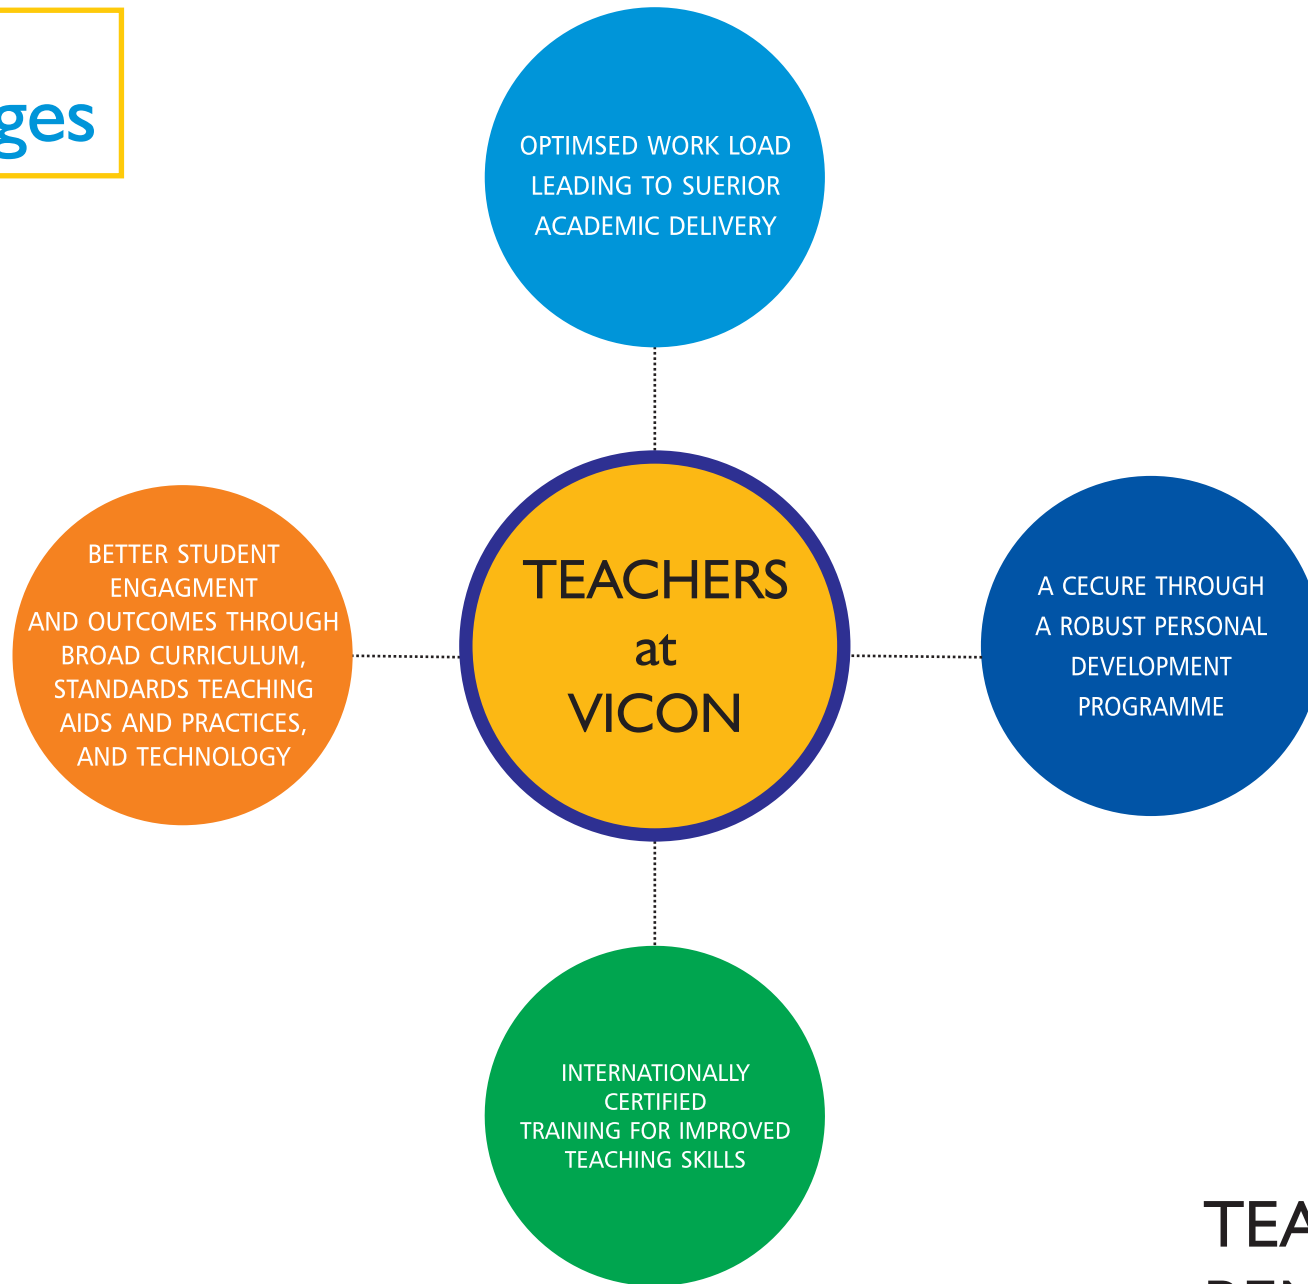 ges
OPTIMSED WORK LOAD
LEADING TO SUERIOR
ACADEMIC DELIVERY
BETTER STUDENT
ENGAGMENT
AND OUTCOMES THROUGH
BROAD CURRICULUM,
STANDARDS TEACHING
AIDS AND PRACTICES,
AND TECHNOLOGY
TEACHERS
at
VICON
A CECURE THROUGH
A ROBUST PERSONAL
DEVELOPMENT
PROGRAMME
INTERNATIONALLY
CERTIFIED
TRAINING FOR IMPROVED
TEACHING SKILLS
TEA